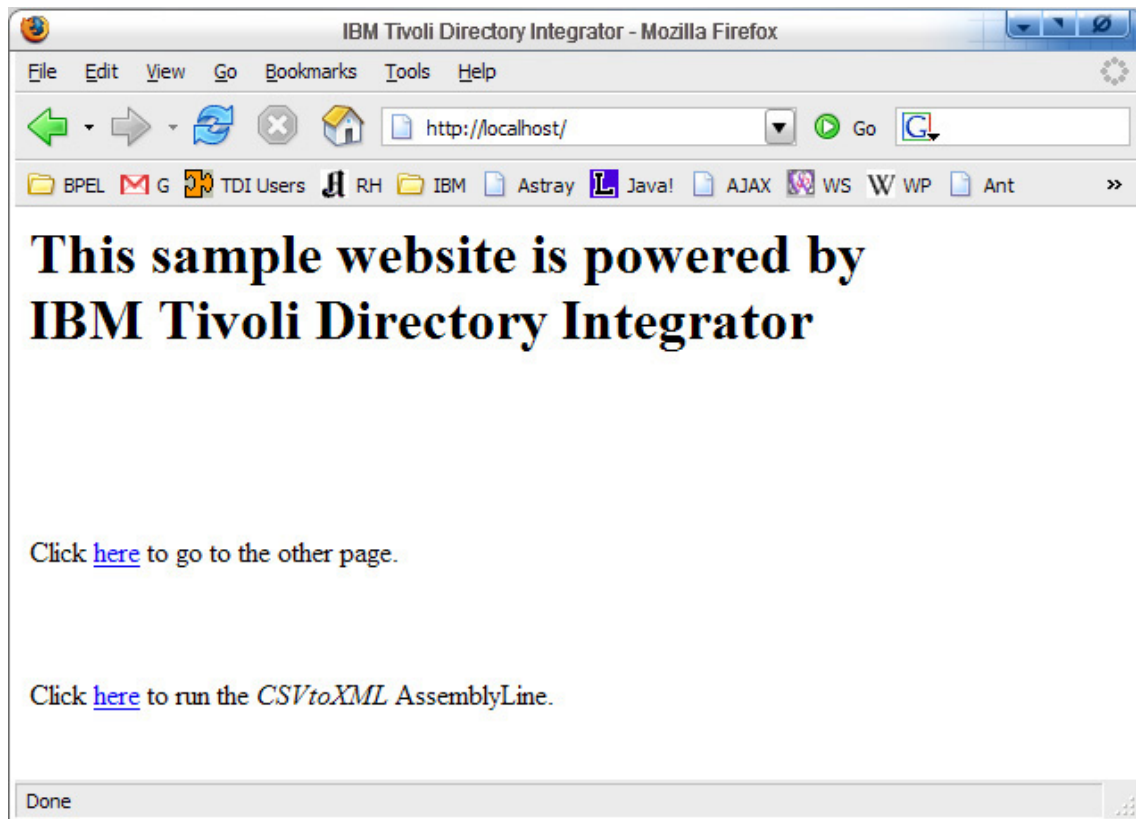 IBM Tivoli Directory Integrator - Mozilla Firefox
File Edit View Go Bookmarks Tools Help
http://localhost/ Go G
BPEL G TDI Users RH IBM Astray L Java! AJAX WS W WP Ant »
This sample website is powered by
IBM Tivoli Directory Integrator
Click here to go to the other page.
Click here to run the CSVtoXML AssemblyLine.
Done